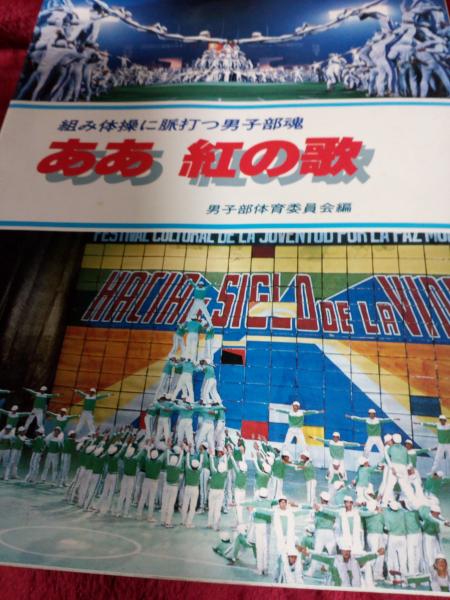 組み体操に脈打つ男子部魂
ああ 紅の歌
男子部体育委員会編
FESTIVAL CULTURAL DE LA JUVENTUD POR LA PAZ MU
HACIA EL SIGLO DE LA VID